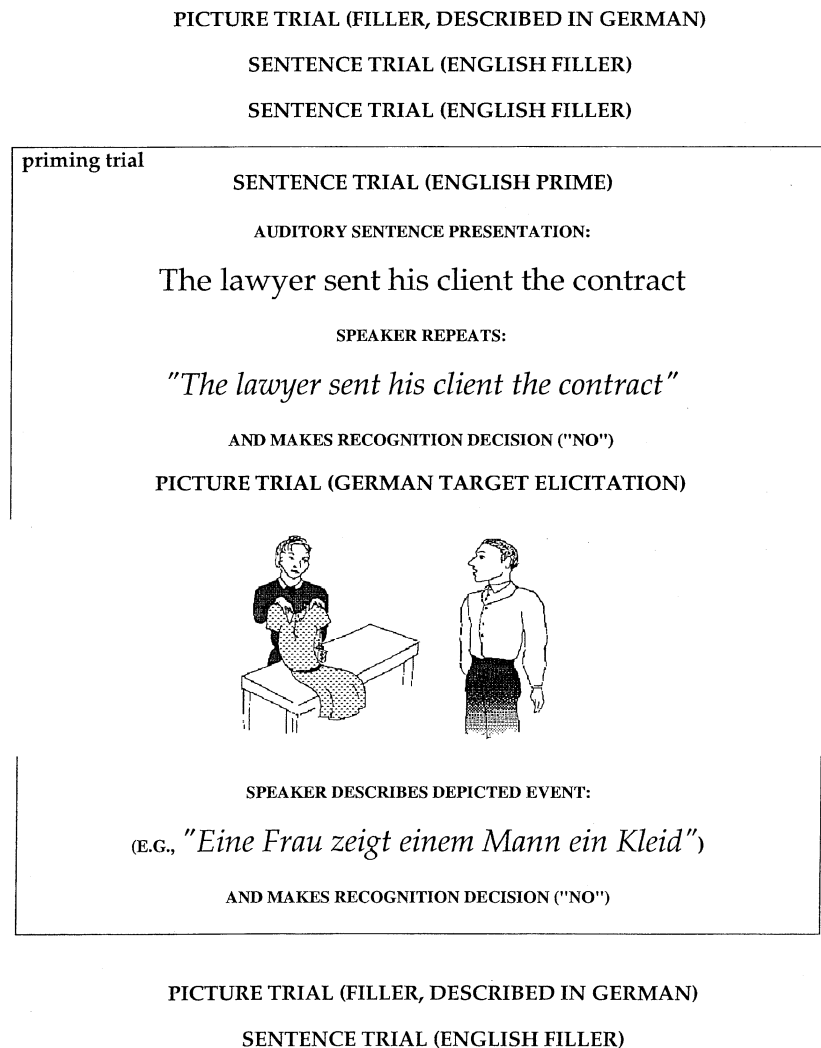 PICTURE TRIAL (FILLER, DESCRIBED IN GERMAN)
SENTENCE TRIAL (ENGLISH FILLER)
SENTENCE TRIAL (ENGLISH FILLER)
priming trial
SENTENCE TRIAL (ENGLISH PRIME)
AUDITORY SENTENCE PRESENTATION:
The lawyer sent his client the contract
SPEAKER REPEATS:
"The lawyer sent his client the contract"
AND MAKES RECOGNITION DECISION ("NO")
PICTURE TRIAL (GERMAN TARGET ELICITATION)
SPEAKER DESCRIBES DEPICTED EVENT:
(E.G., "Eine Frau zeigt einem Mann ein Kleid")
AND MAKES RECOGNITION DECISION ("NO")
PICTURE TRIAL (FILLER, DESCRIBED IN GERMAN)
SENTENCE TRIAL (ENGLISH FILLER)